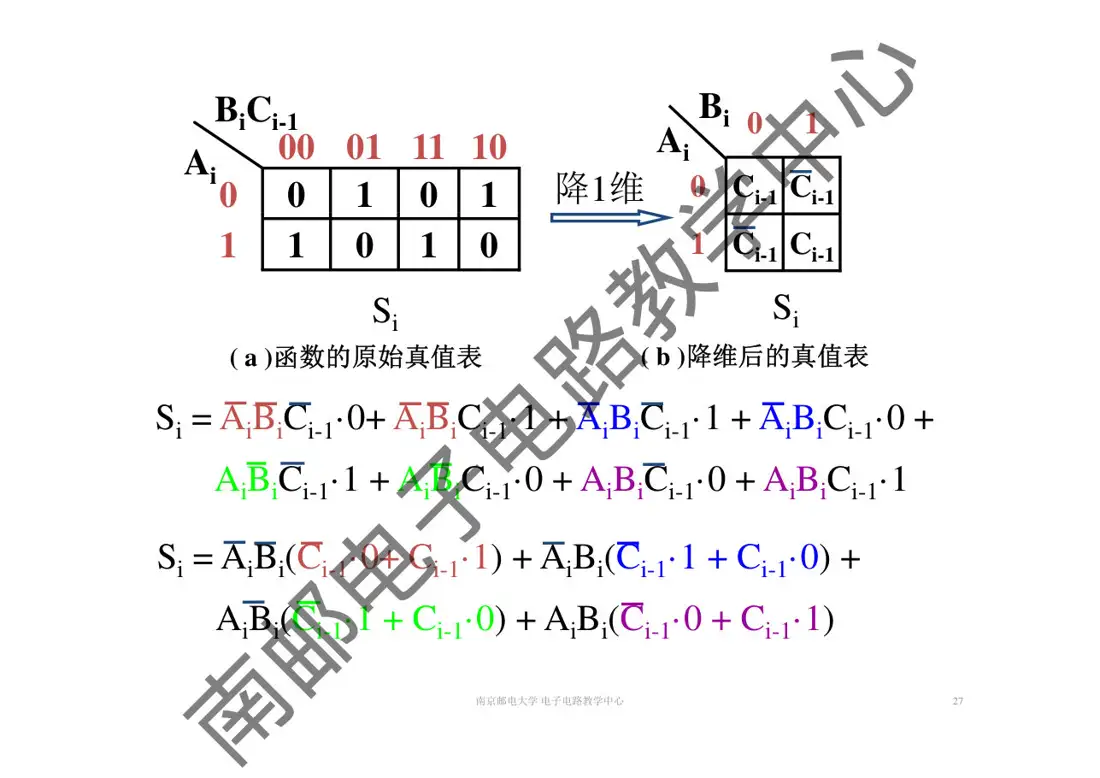 BᵢCᵢ₋₁
Aᵢ
00 01 11 10
0 0 1 0 1
1 1 0 1 0
Sᵢ
( a )函数的原始真值表
降1维
Bᵢ
Aᵢ
0 1
0 Cᵢ₋₁ C̅ᵢ₋₁
1 C̅ᵢ₋₁ Cᵢ₋₁
Sᵢ
( b )降维后的真值表
Sᵢ = A̅ᵢB̅ᵢC̅ᵢ₋₁·0+ A̅ᵢB̅ᵢCᵢ₋₁·1 + A̅ᵢBᵢC̅ᵢ₋₁·1 + A̅ᵢBᵢCᵢ₋₁·0 +
AᵢB̅ᵢC̅ᵢ₋₁·1 + AᵢB̅ᵢCᵢ₋₁·0 + AᵢBᵢC̅ᵢ₋₁·0 + AᵢBᵢCᵢ₋₁·1
Sᵢ = A̅ᵢB̅ᵢ(C̅ᵢ₋₁·0+ Cᵢ₋₁·1) + A̅ᵢBᵢ(C̅ᵢ₋₁·1 + Cᵢ₋₁·0) +
AᵢB̅ᵢ(C̅ᵢ₋₁·1 + Cᵢ₋₁·0) + AᵢBᵢ(C̅ᵢ₋₁·0 + Cᵢ₋₁·1)
南邮电子电路教学中心
南京邮电大学 电子电路教学中心
27